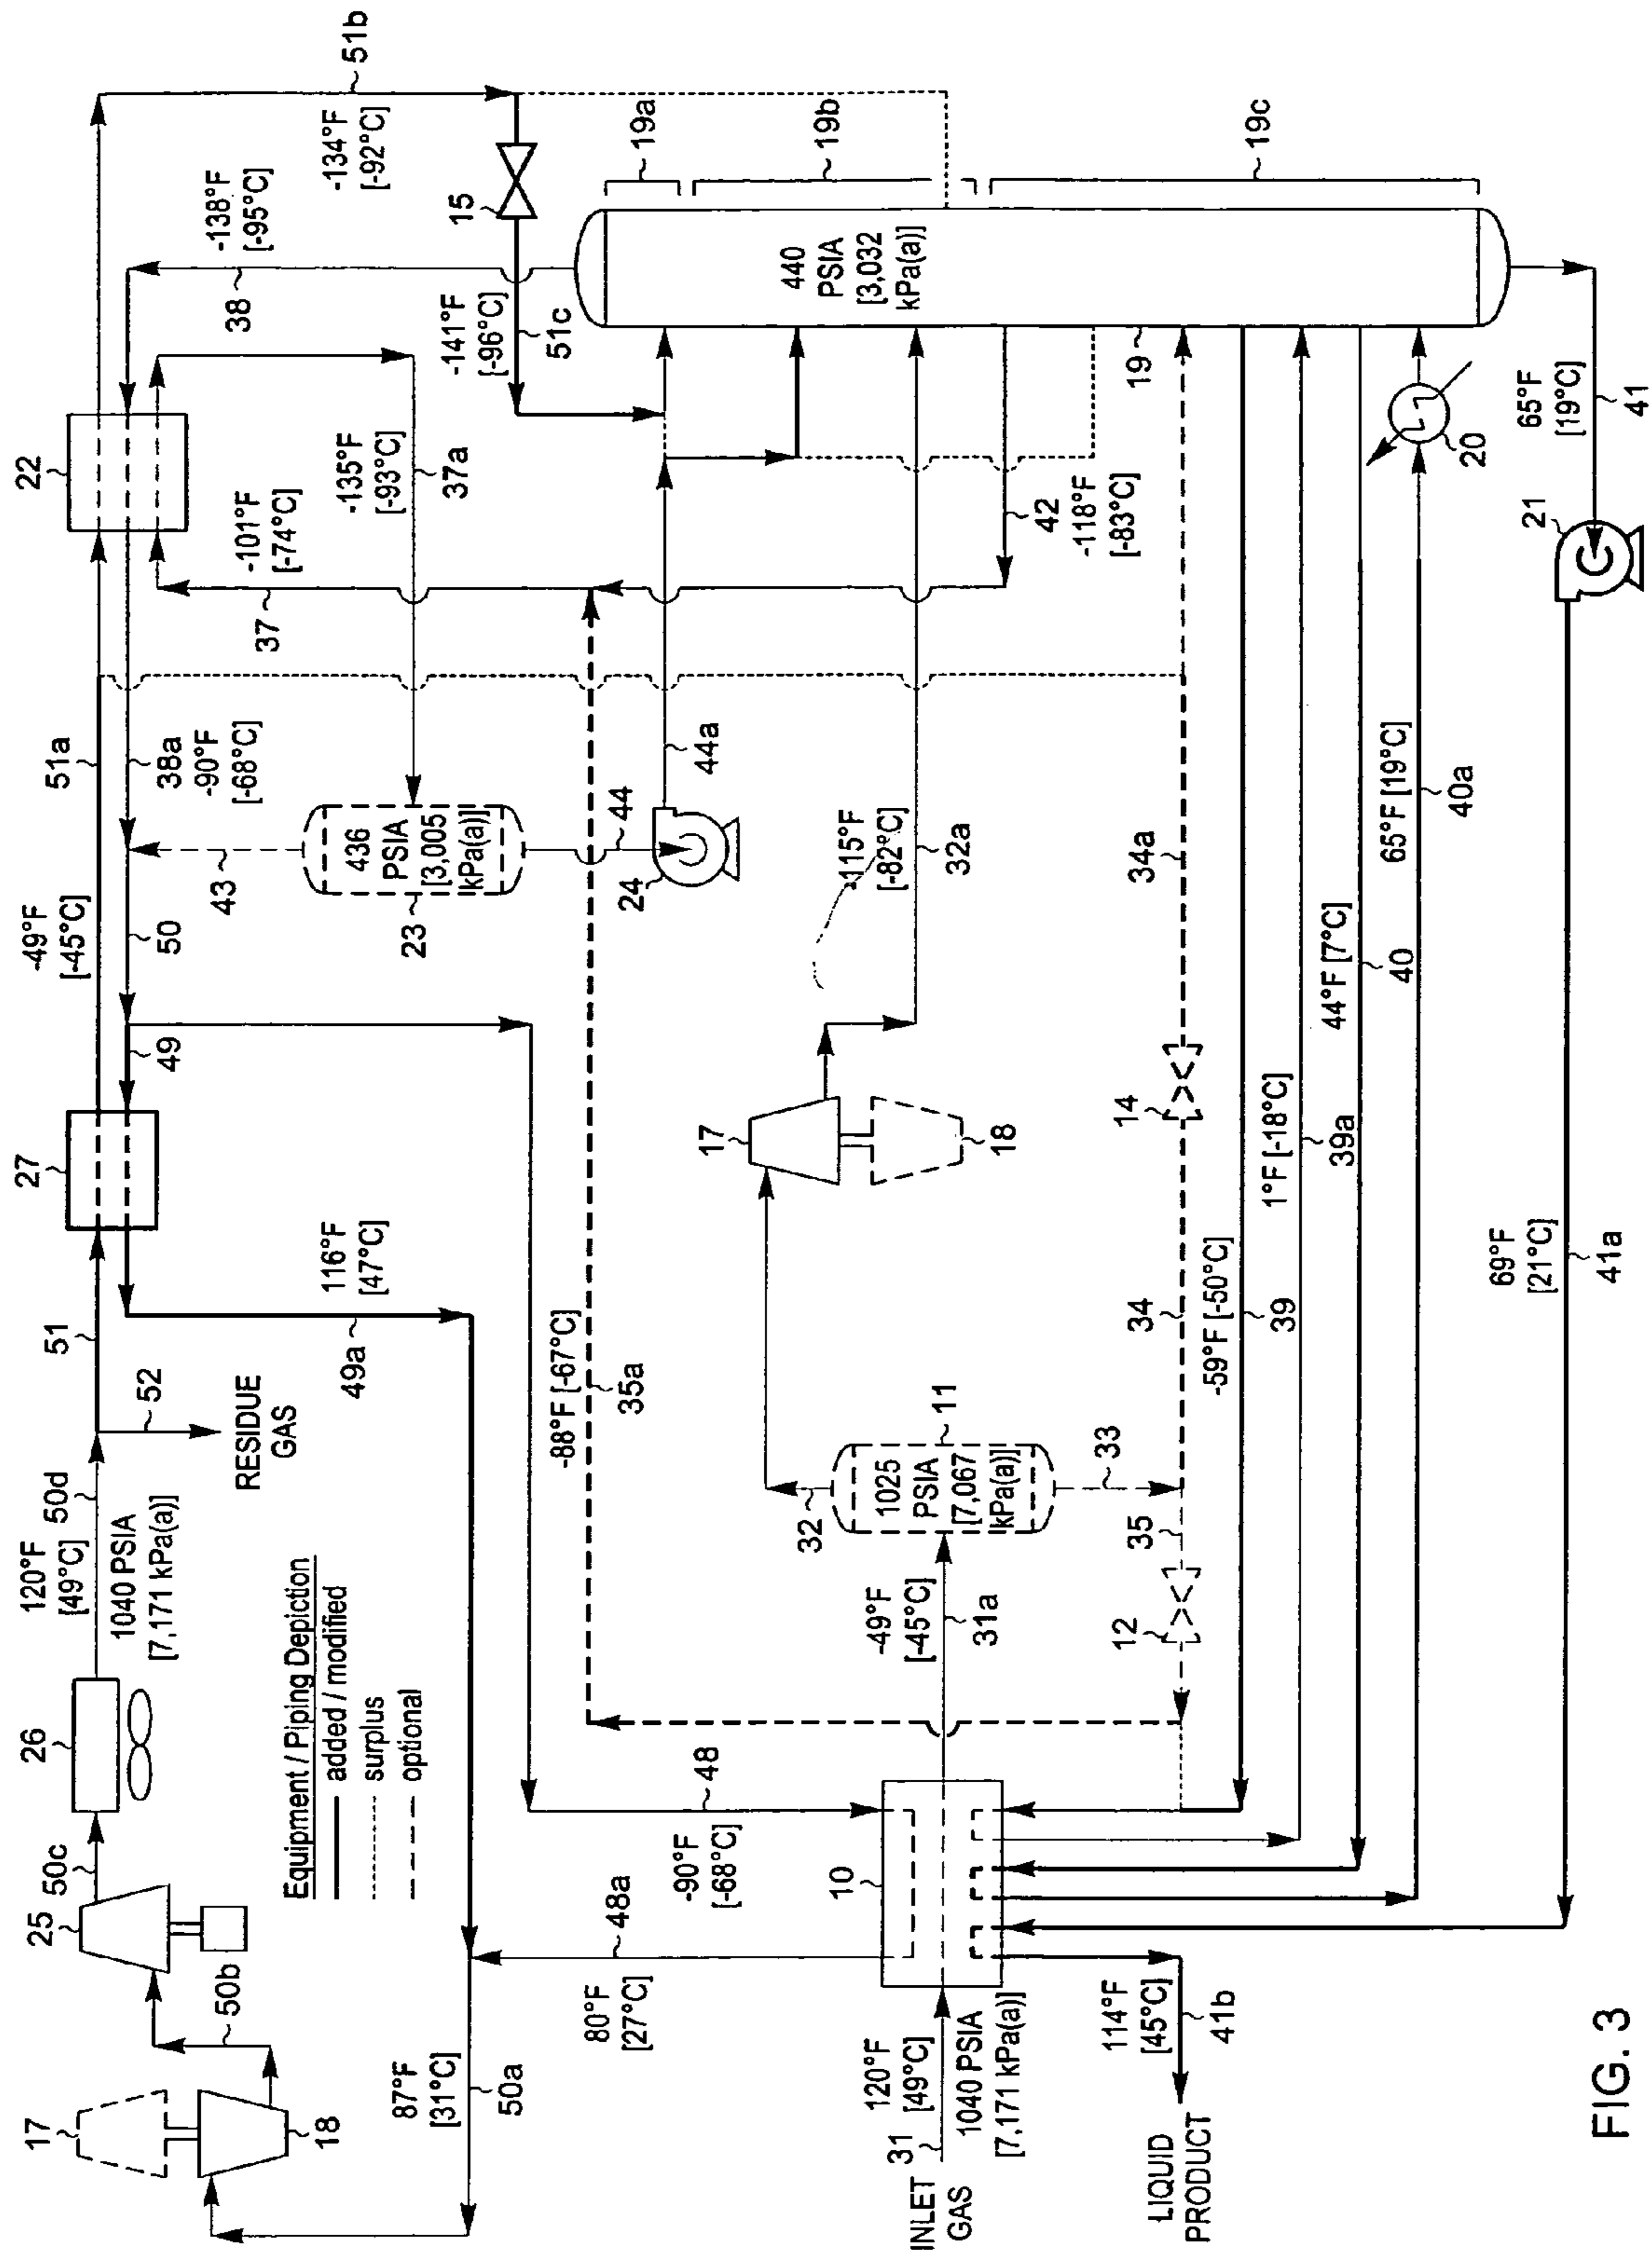 17
18
50b
25
50c
26
120°F
[49°C]
50d
1040 PSIA
[7,171 kPa(a)]
52
RESIDUE
GAS
51
27
49
-49°F
[-45°C]
50
51a
38a
-90°F
[-68°C]
22
-138°F
[-95°C]
38
51b
-134°F
[-92°C]
15
-141°F
[-96°C]
51c
-101°F
[-74°C]
37
-135°F
[-93°C]
37a
43
23
436
PSIA
[3,005
kPa(a)]
44
24
44a
116°F
[47°C]
49a
Equipment / Piping Depiction
added / modified
surplus
optional
87°F
[31°C]
50a
80°F
[27°C]
48a
48
-90°F
[-68°C]
-88°F [-67°C]
35a
17
18
-115°F
[-82°C]
32a
42
-118°F
[-83°C]
440
PSIA
[3,032
kPa(a)]
19a
19b
19c
19
INLET
GAS
31
120°F
[49°C]
1040 PSIA
[7,171 kPa(a)]
10
-49°F
[-45°C]
31a
32
1025
PSIA
[7,067
kPa(a)]
11
33
12
35
34
14
34a
-59°F [-50°C]
39
1°F [-18°C]
39a
44°F [7°C]
40
65°F [19°C]
40a
20
LIQUID
PRODUCT
114°F
[45°C]
41b
69°F
[21°C]
41a
21
65°F
[19°C]
41
FIG. 3